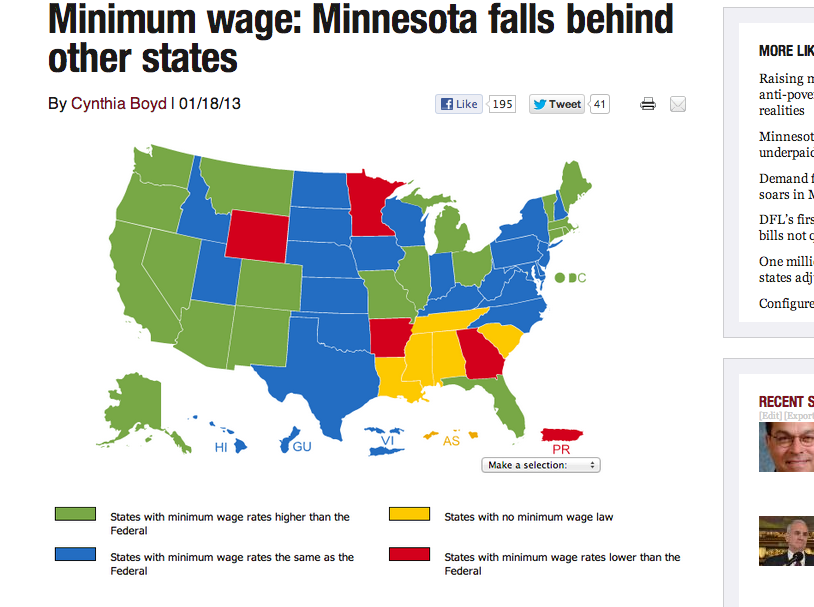 Minimum wage: Minnesota falls behind
other states
By Cynthia Boyd | 01/18/13
Like 195 Tweet 41
DC
HI
GU
VI
AS
PR
Make a selection:
States with minimum wage rates higher than the
Federal
States with no minimum wage law
States with minimum wage rates the same as the
Federal
States with minimum wage rates lower than the
Federal
MORE LIK
Raising m
anti-pove
realities
Minnesot
underpaid
Demand f
soars in M
DFL's firs
bills not q
One milli
states adj
Configure
RECENT S
[Edit] [Export